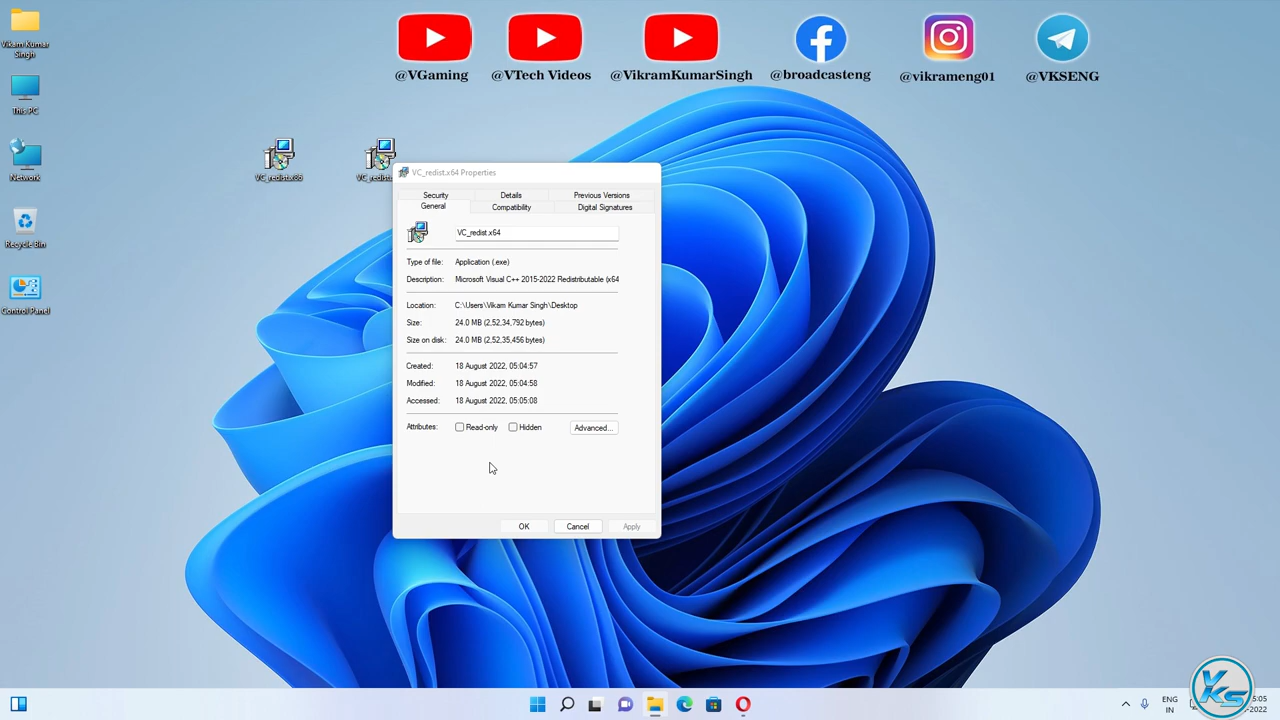 @VGaming
@VTech Videos
@VikramKumarSingh
@broadcasteng
@vikrameng01
@VKSENG
Vikam Kumar
Singh
This PC
Network
Recycle Bin
Control Panel
VC_redist.x86
VC_redist.
VC_redist.x64 Properties
Security
Details
Previous Versions
General
Compatibility
Digital Signatures
VC_redist.x64
Type of file: Application (.exe)
Description: Microsoft Visual C++ 2015-2022 Redistributable (x64
Location: C:\Users\Vikam Kumar Singh\Desktop
Size: 24.0 MB (2,52,34,792 bytes)
Size on disk: 24.0 MB (2,52,35,456 bytes)
Created: 18 August 2022, 05:04:57
Modified: 18 August 2022, 05:04:58
Accessed: 18 August 2022, 05:05:08
Attributes: Read-only Hidden Advanced...
OK Cancel Apply
ENG
IN
VKS
5:05
-2022